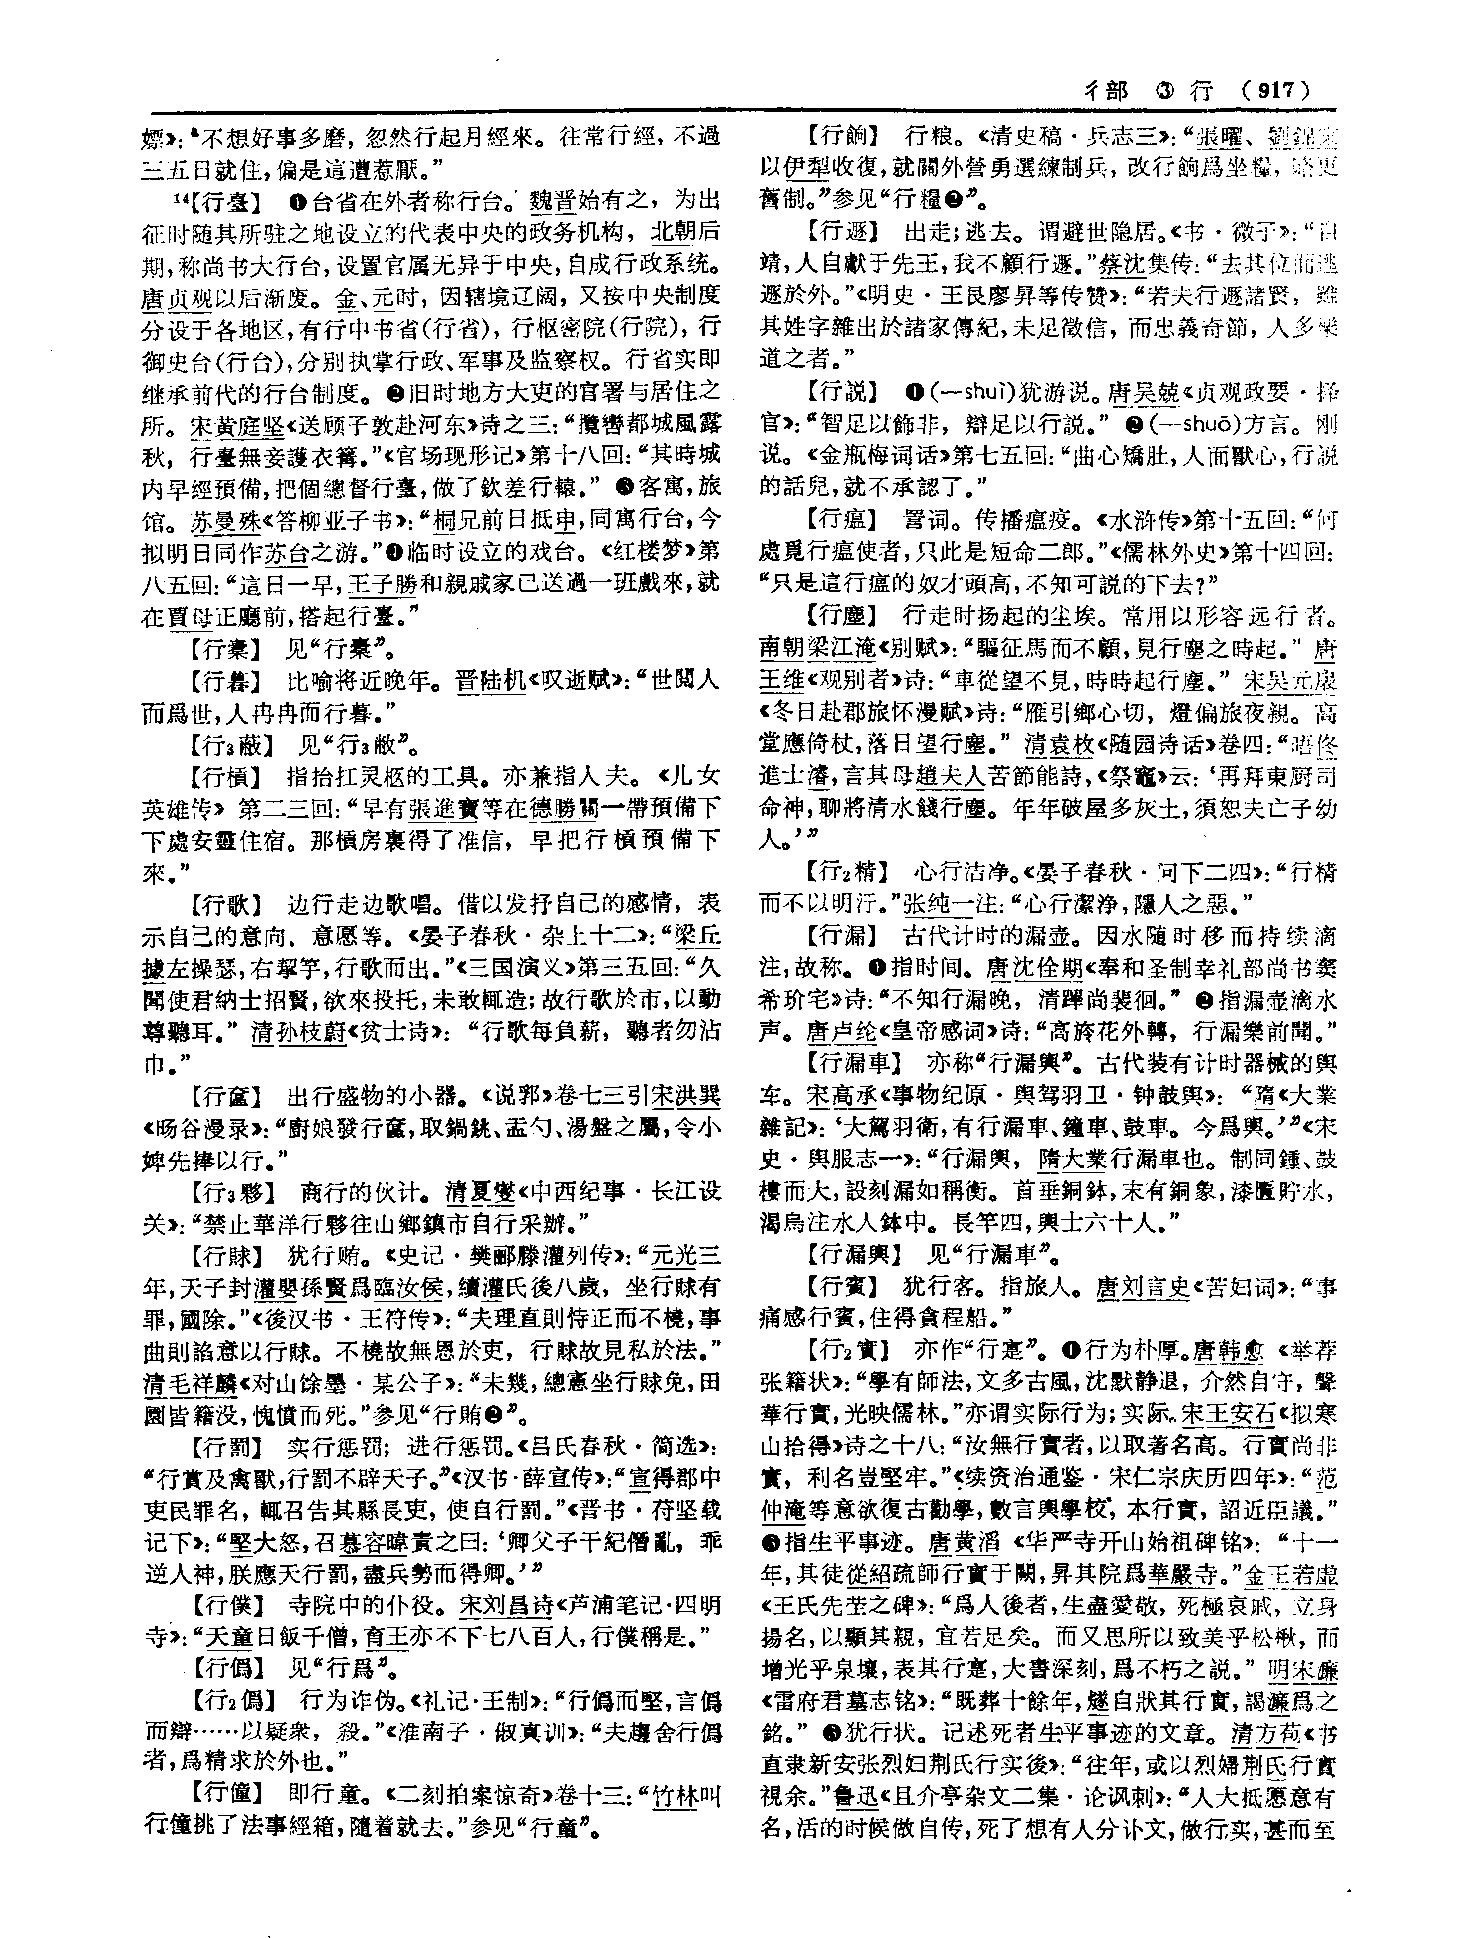 彳部 ③ 行 (917)
嫖》：“不想好事多磨，忽然行起月經來。往常行經，不過
三五日就住，偏是這遭惹厭。”
14【行臺】 ❶台省在外者称行台。魏晋始有之，为出
征时随其所驻之地设立的代表中央的政务机构，北朝后
期，称尚书大行台，设置官属无异于中央，自成行政系统。
唐贞观以后渐废。金、元时，因辖境辽阔，又按中央制度
分设于各地区，有行中书省(行省)，行枢密院(行院)，行
御史台(行台)，分别执掌行政、军事及监察权。行省实即
继承前代的行台制度。❷旧时地方大吏的官署与居住之
所。宋黄庭坚《送顾子敦赴河东》诗之三：“攬轡都城風露
秋，行臺無妾護衣篝。”《官场现形记》第十八回：“其時城
内早經預備，把個總督行臺，做了欽差行轅。” ❸客寓，旅
馆。苏曼殊《答柳亚子书》：“桐兄前日抵申，同寓行台，今
拟明日同作苏台之游。”❹临时设立的戏台。《红楼梦》第
八五回：“這日一早，王子勝和親戚家已送過一班戲來，就
在賈母正廳前，搭起行臺。”
【行槖】 见“行橐”。
【行暮】 比喻将近晚年。晋陆机《叹逝赋》：“世閲人
而爲世，人冉冉而行暮。”
【行3蔽】 见“行3敝”。
【行槓】 指抬扛灵柩的工具。亦兼指人夫。《儿女
英雄传》第二三回：“早有張進寶等在德勝關一帶預備下
下處安靈住宿。那槓房裏得了准信，早把行槓預備下
來。”
【行歌】 边行走边歌唱。借以发抒自己的感情，表
示自己的意向、意愿等。《晏子春秋·杂上十二》：“梁丘
據左操瑟，右挈竽，行歌而出。”《三国演义》第三五回：“久
聞使君納士招賢，欲來投托，未敢輒造；故行歌於市，以動
尊聽耳。” 清孙枝蔚《贫士诗》：“行歌每負薪，聽者勿沾
巾。”
【行奩】 出行盛物的小器。《说郛》卷七三引宋洪巽
《旸谷漫录》：“廚娘發行奩，取鍋銚、盂勺、湯盤之屬，令小
婢先捧以行。”
【行3夥】 商行的伙计。清夏燮《中西纪事·长江设
关》：“禁止華洋行夥往山鄉鎮市自行采辦。”
【行賕】 犹行贿。《史记·樊郦滕灌列传》：“元光三
年，天子封灌嬰孫賢爲臨汝侯，續灌氏後八歲，坐行賕有
罪，國除。”《後汉书·王符传》：“夫理直則恃正而不橈，事
曲則諂意以行賕。不橈故無恩於吏，行賕故見私於法。”
清毛祥麟《对山馀墨·某公子》：“未幾，總憲坐行賕免，田
園皆籍没，愧憤而死。”参见“行賄❷”。
【行罰】 实行惩罚；进行惩罚。《吕氏春秋·简选》：
“行賞及禽獸，行罰不辟天子。”《汉书·薛宣传》：“宣得郡中
吏民罪名，輒召告其縣長吏，使自行罰。”《晋书·苻坚载
记下》：“堅大怒，召慕容暐責之曰：‘卿父子干紀僭亂，乖
逆人神，朕應天行罰，盡兵勢而得卿。’”
【行僕】 寺院中的仆役。宋刘昌诗《芦浦笔记·四明
寺》：“天童日飯千僧，育王亦不下七八百人，行僕稱是。”
【行僞】 见“行爲”。
【行2僞】 行为诈伪。《礼记·王制》：“行僞而堅，言僞
而辯……以疑衆，殺。”《淮南子·俶真训》：“夫趨舍行僞
者，爲精求於外也。”
【行僮】 即行童。《二刻拍案惊奇》卷十三：“竹林叫
行僮挑了法事經箱，隨着就去。”参见“行童”。
【行餉】 行粮。《清史稿·兵志三》：“張曜、劉錦棠
以伊犁收復，就關外營勇選練制兵，改行餉爲坐糧，略更
舊制。”参见“行糧❷”。
【行遯】 出走；逃去。谓避世隐居。《书·微子》：“自
靖，人自獻于先王，我不顧行遯。”蔡沈集传：“去其位而逃
遯於外。”《明史·王艮廖昇等传赞》：“若夫行遯諸賢，雖
其姓字雜出於諸家傳紀，未足徵信，而忠義奇節，人多樂
道之者。”
【行説】 ❶(—shuì)犹游说。唐吴兢《贞观政要·择
官》：“智足以飾非，辯足以行説。” ❷(—shuō)方言。刚
说。《金瓶梅词话》第七五回：“曲心矯肚，人面獸心，行説
的話兒，就不承認了。”
【行瘟】 詈词。传播瘟疫。《水浒传》第十五回：“何
處覓行瘟使者，只此是短命二郎。”《儒林外史》第十四回：
“只是這行瘟的奴才頭高，不知可説的下去？”
【行塵】 行走时扬起的尘埃。常用以形容远行者。
南朝梁江淹《别赋》：“驅征馬而不顧，見行塵之時起。” 唐
王维《观别者》诗：“車從望不見，時時起行塵。” 宋吴元扆
《冬日赴郡旅怀漫赋》诗：“雁引鄉心切，燈偏旅夜親。高
堂應倚杖，落日望行塵。” 清袁枚《随园诗话》卷四：“唔佟
進士濬，言其母趙夫人苦節能詩，《祭竈》云：‘再拜東厨司
命神，聊將清水餞行塵。年年破屋多灰土，須恕夫亡子幼
人。’”
【行2精】 心行洁净。《晏子春秋·问下二四》：“行精
而不以明汙。”张纯一注：“心行潔净，隱人之惡。”
【行漏】 古代计时的漏壶。因水随时移而持续滴
注，故称。❶指时间。唐沈佺期《奉和圣制幸礼部尚书窦
希玠宅》诗：“不知行漏晚，清蹕尚裴徊。” ❷指漏壶滴水
声。唐卢纶《皇帝感词》诗：“高旍花外轉，行漏樂前聞。”
【行漏車】 亦称“行漏輿”。古代装有计时器械的舆
车。宋高承《事物纪原·舆驾羽卫·钟鼓舆》：“隋《大業
雜記》：‘大駕羽衛，有行漏車、鐘車、鼓車。今爲輿。’”《宋
史·舆服志一》：“行漏輿，隋大業行漏車也。制同鍾、鼓
樓而大，設刻漏如稱衡。首垂銅鉢，末有銅象，漆匱貯水，
渴烏注水入鉢中。長竿四，輿士六十人。”
【行漏輿】 见“行漏車”。
【行賓】 犹行客。指旅人。唐刘言史《苦妇词》：“事
痛感行賓，住得貪程船。”
【行2實】 亦作“行寔”。❶行为朴厚。唐韩愈《举荐
张籍状》：“學有師法，文多古風，沈默静退，介然自守，聲
華行實，光映儒林。”亦谓实际行为；实际。宋王安石《拟寒
山拾得》诗之十八：“汝無行實者，以取著名高。行實尚非
實，利名豈堅牢。”《续资治通鉴·宋仁宗庆历四年》：“范
仲淹等意欲復古勸學，數言興學校，本行實，詔近臣議。”
❷指生平事迹。唐黄滔《华严寺开山始祖碑铭》：“十一
年，其徒從紹疏師行實于闕，昇其院爲華嚴寺。”金王若虚
《王氏先茔之碑》：“爲人後者，生盡愛敬，死極哀戚，立身
揚名，以顯其親，宜若足矣。而又思所以致美乎松楸，而
增光乎泉壤，表其行寔，大書深刻，爲不朽之説。” 明宋濂
《雷府君墓志铭》：“既葬十餘年，燧自狀其行實，謁濂爲之
銘。” ❸犹行状。记述死者生平事迹的文章。清方苞《书
直隶新安张烈妇荆氏行实後》：“往年，或以烈婦荆氏行實
視余。”鲁迅《且介亭杂文二集·论讽刺》：“人大抵愿意有
名，活的时候做自传，死了想有人分讣文，做行实，甚而至